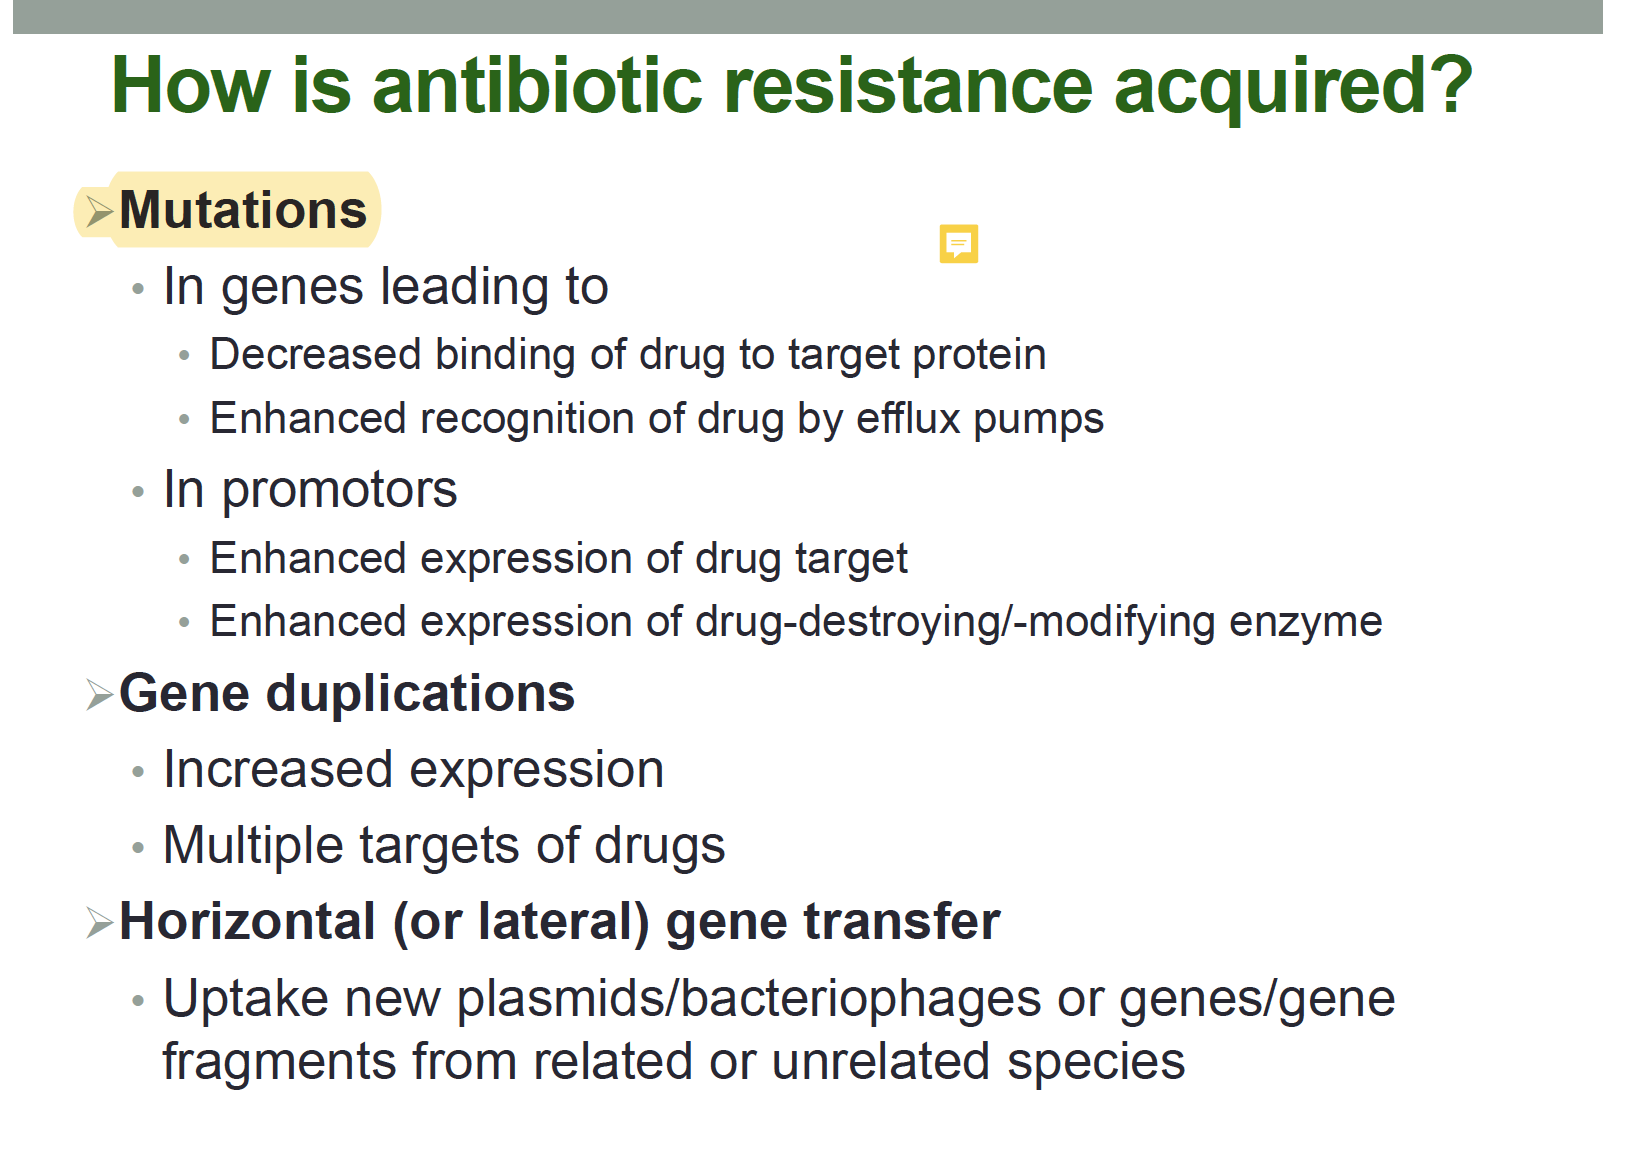 How is antibiotic resistance acquired?
➢Mutations
• In genes leading to
• Decreased binding of drug to target protein
• Enhanced recognition of drug by efflux pumps
• In promotors
• Enhanced expression of drug target
• Enhanced expression of drug-destroying/-modifying enzyme
➢Gene duplications
• Increased expression
• Multiple targets of drugs
➢Horizontal (or lateral) gene transfer
• Uptake new plasmids/bacteriophages or genes/gene
fragments from related or unrelated species